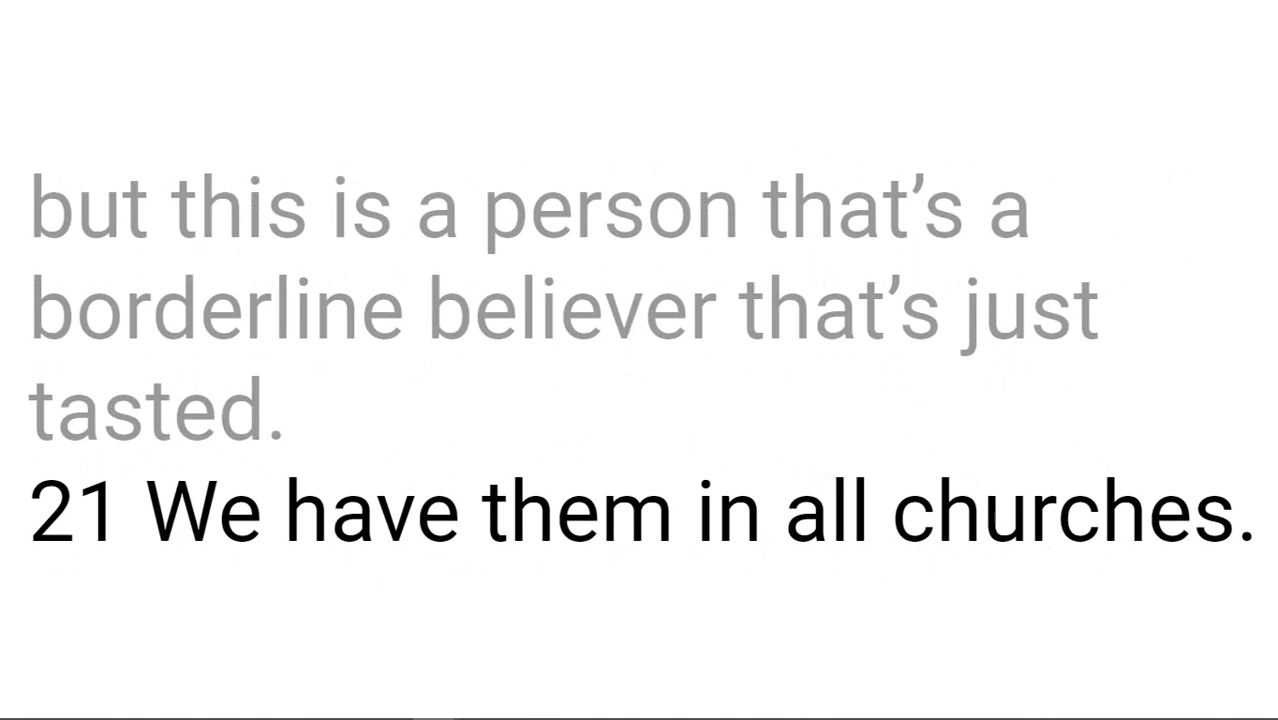 but this is a person that’s a
borderline believer that’s just
tasted.
21 We have them in all churches.